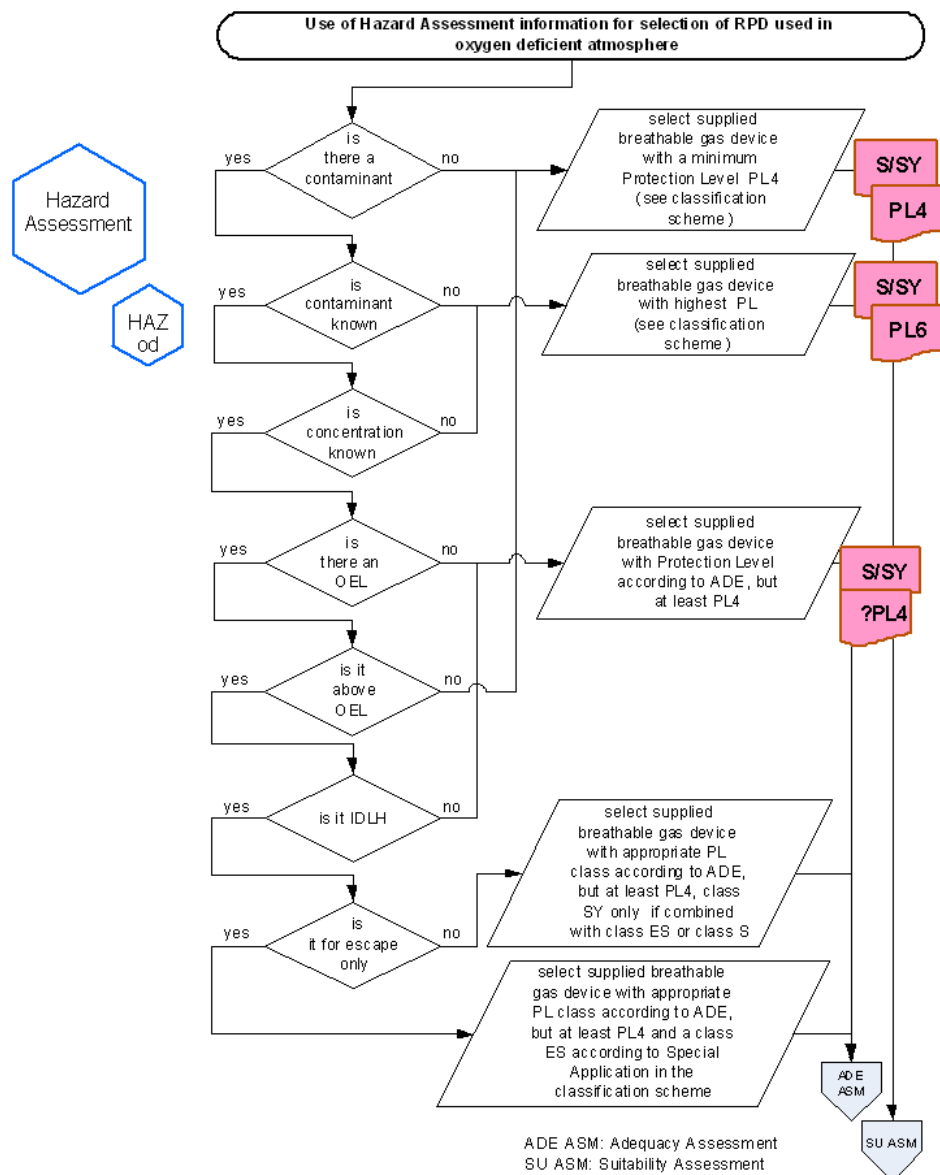 Use of Hazard Assessment information for selection of RPD used in
oxygen deficient atmosphere
Hazard
Assessment
HAZ
od
is
there a
contaminant
yes
no
select supplied
breathable gas device
with a minimum
Protection Level PL4
(see classification
scheme)
S/SY
PL4
is
contaminant
known
yes
no
select supplied
breathable gas device
with highest PL
(see classification
scheme)
S/SY
PL6
is
concentration
known
yes
no
is
there an
OEL
yes
no
select supplied
breathable gas device
with Protection Level
according to ADE, but
at least PL4
S/SY
?PL4
is it
above
OEL
yes
no
is it IDLH
yes
no
select supplied
breathable gas device
with appropriate PL
class according to ADE,
but at least PL4, class
SY only if combined
with class ES or class S
is
it for escape
only
yes
no
select supplied breathable
gas device with appropriate
PL class according to ADE,
but at least PL4 and a class
ES according to Special
Application in the
classification scheme
ADE
ASM
SU ASM
ADE ASM: Adequacy Assessment
SU ASM: Suitability Assessment